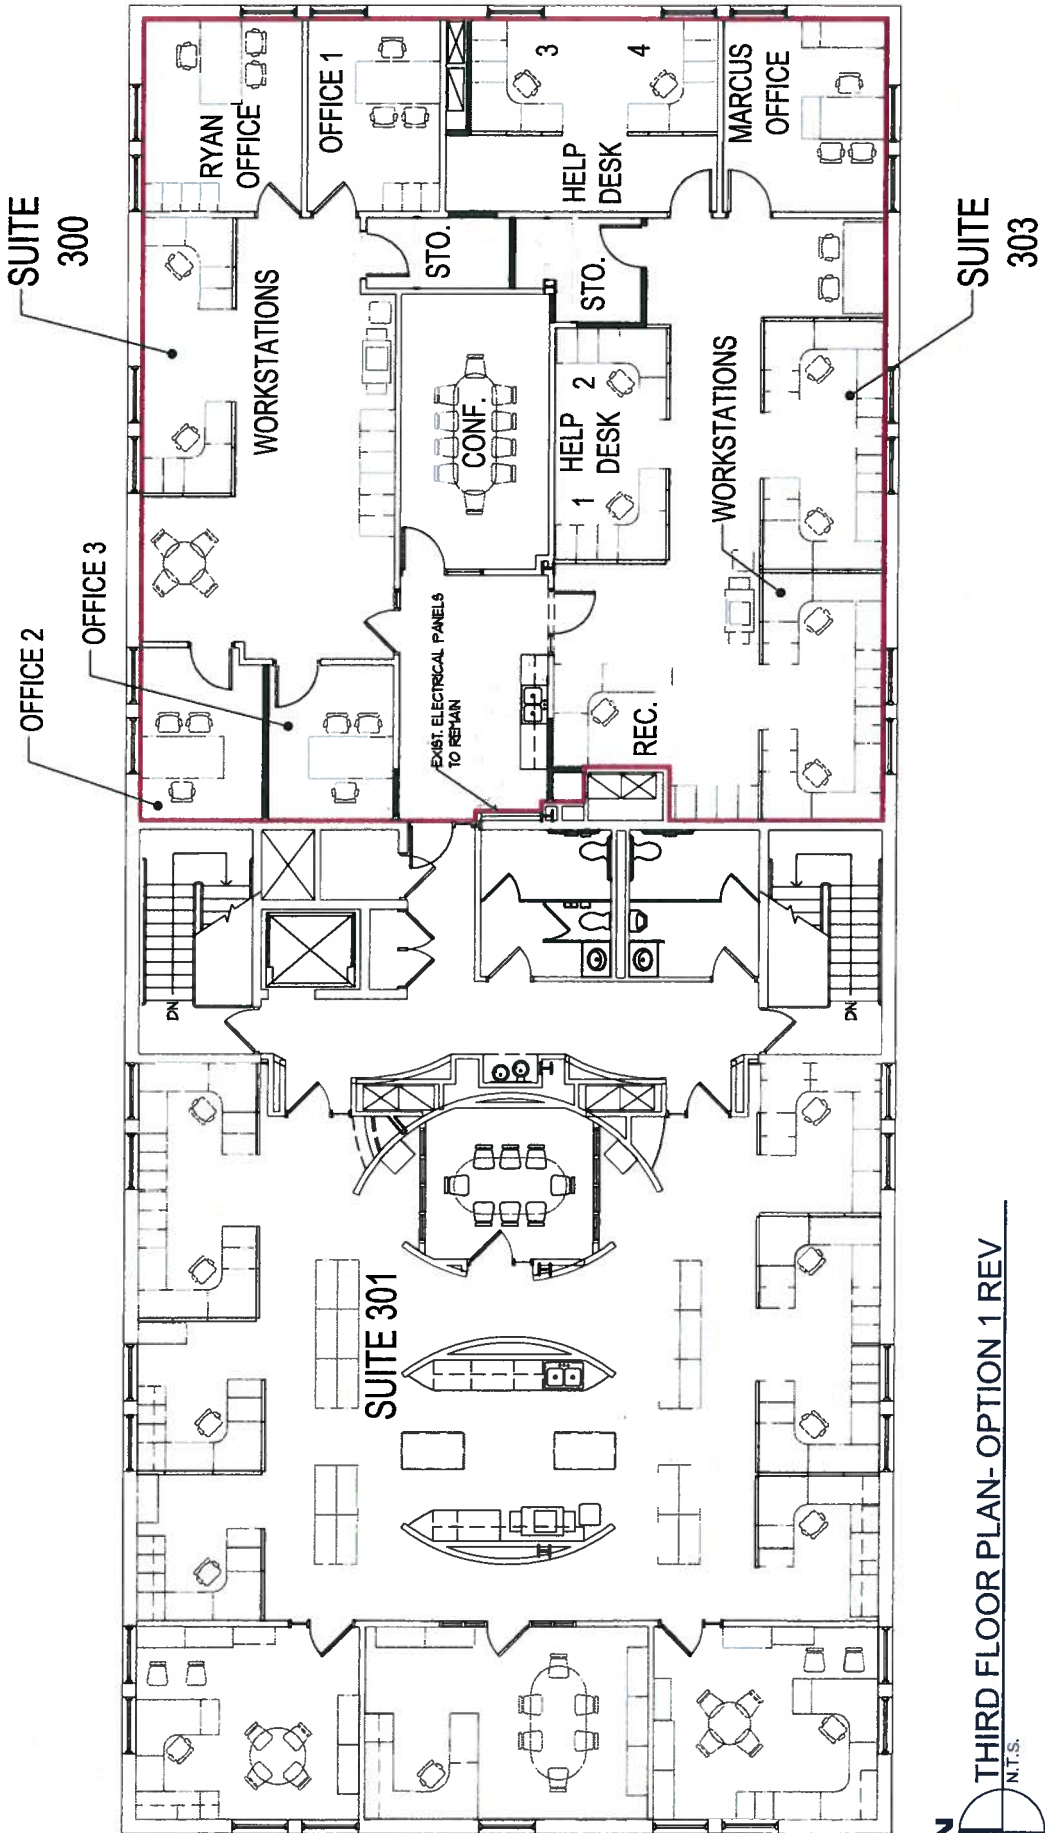 SUITE
300
OFFICE 2
OFFICE 3
WORKSTATIONS
RYAN
OFFICE
OFFICE 1
STO.
CONF.
EXIST. ELECTRICAL PANELS
TO REMAIN
3
4
HELP
DESK
MARCUS
OFFICE
STO.
HELP
DESK
1
2
REC.
WORKSTATIONS
SUITE
303
DN
DN
SUITE 301
N
THIRD FLOOR PLAN- OPTION 1 REV
N.T.S.